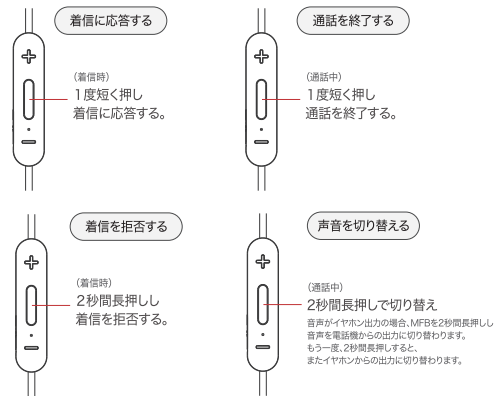 着信に応答する
（着信時）
1度短く押し
着信に応答する。
通話を終了する
（通話中）
1度短く押し
通話を終了する。
着信を拒否する
（着信時）
2秒間長押しし
着信を拒否する。
声音を切り替える
（通話中）
2秒間長押しで切り替え
音声がイヤホン出力の場合、MFBを2秒間長押しし
音声を電話機からの出力に切り替わります。
もう一度、2秒間長押しすると、
またイヤホンからの出力に切り替わります。